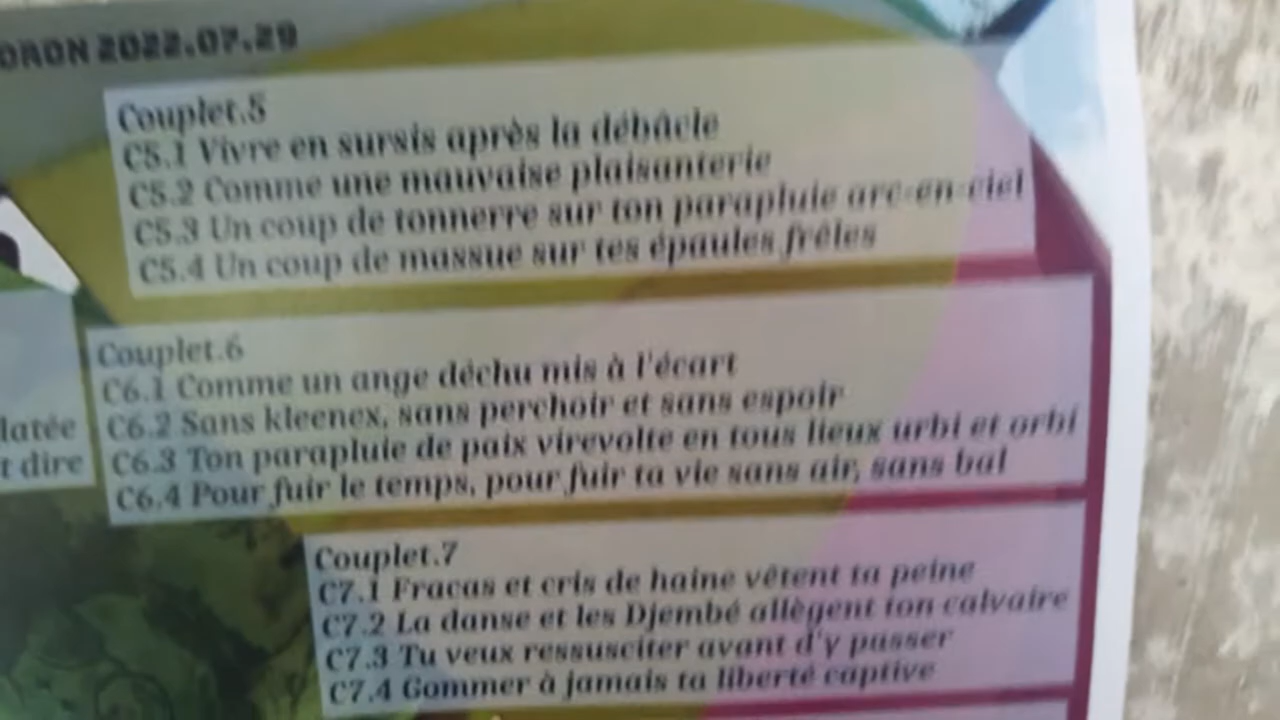 ORON 2022.07.29
Couplet.5
C5.1 Vivre en sursis après la débâcle
C5.2 Comme une mauvaise plaisanterie
C5.3 Un coup de tonnerre sur ton parapluie arc-en-ciel
C5.4 Un coup de massue sur tes épaules frêles
Couplet.6
C6.1 Comme un ange déchu mis à l'écart
C6.2 Sans kleenex, sans perchoir et sans espoir
C6.3 Ton parapluie de paix virevolte en tous lieux urbi et orbi
C6.4 Pour fuir le temps, pour fuir ta vie sans air, sans bal
latée
t dire
Couplet.7
C7.1 Fracas et cris de haine vêtent ta peine
C7.2 La danse et les Djembé allègent ton calvaire
C7.3 Tu veux ressusciter avant d'y passer
C7.4 Gommer à jamais ta liberté captive